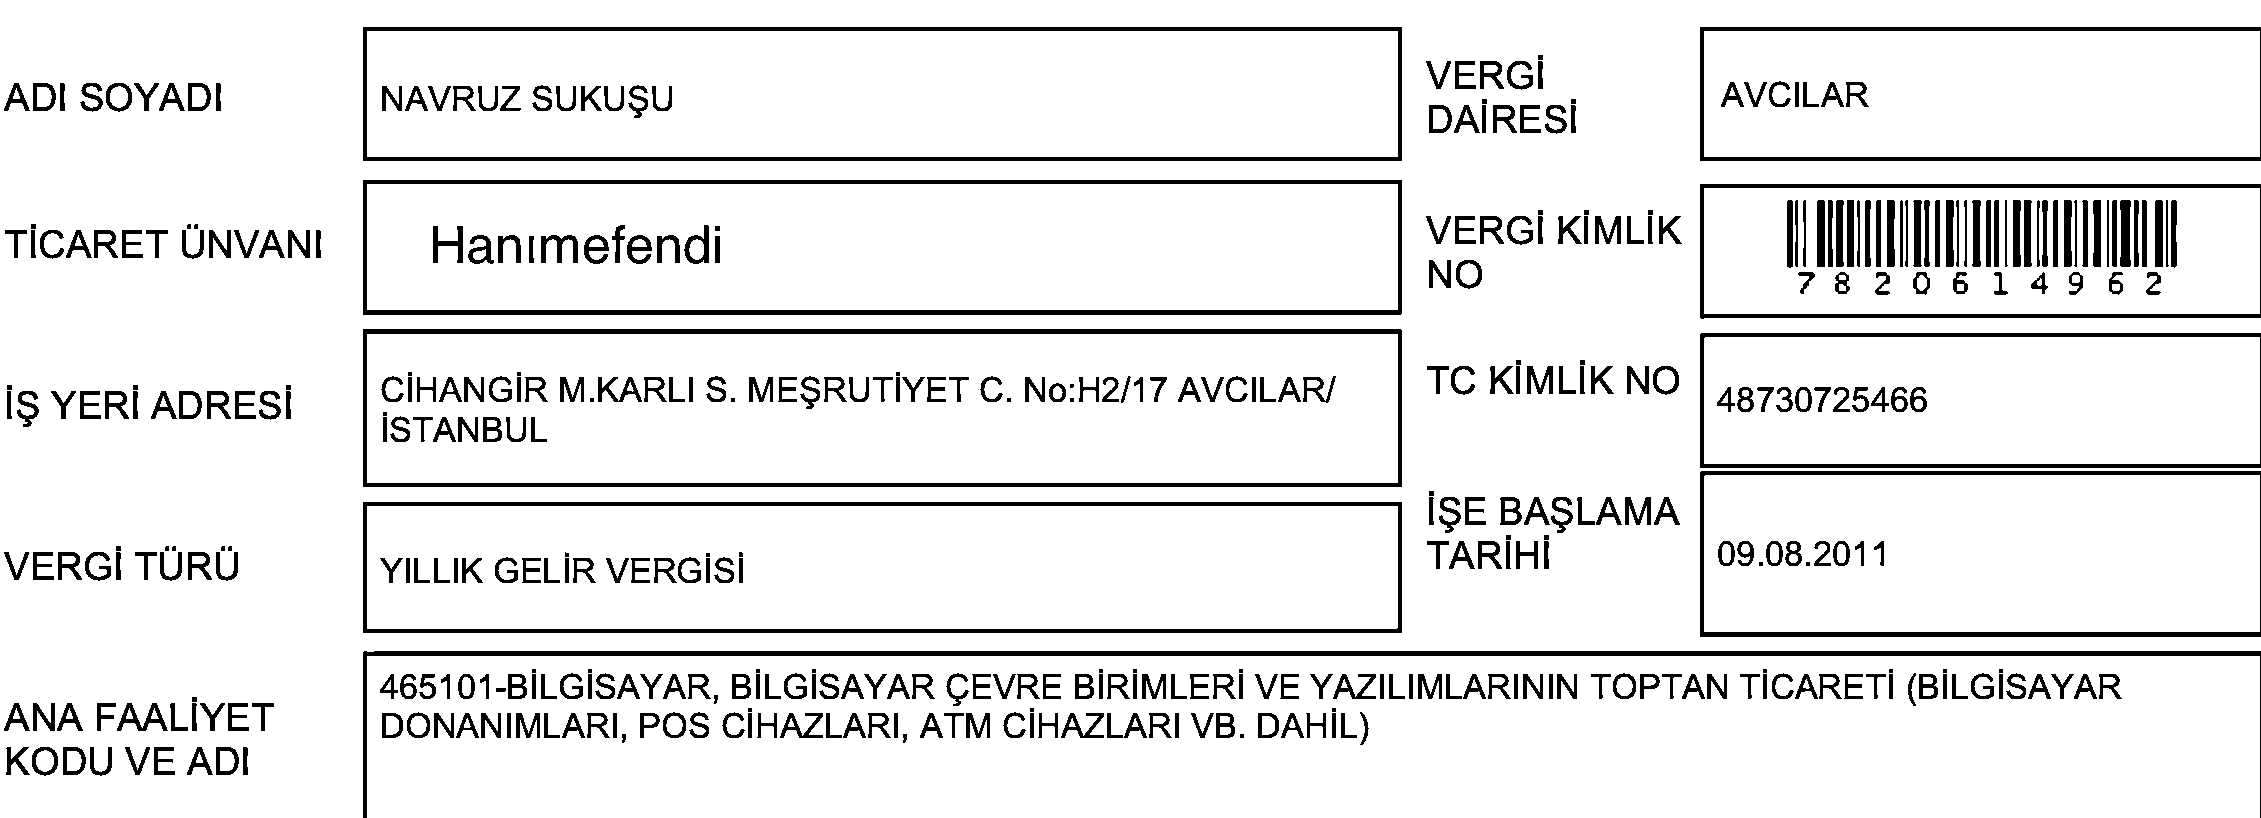 ADI SOYADI
NAVRUZ SUKUŞU
VERGİ
DAİRESİ
AVCILAR
TİCARET ÜNVANI
Hanımefendi
VERGİ KİMLİK
NO
7820614962
İŞ YERİ ADRESİ
CİHANGİR M.KARLI S. MEŞRUTİYET C. No:H2/17 AVCILAR/
İSTANBUL
TC KİMLİK NO
48730725466
VERGİ TÜRÜ
YILLIK GELİR VERGİSİ
İŞE BAŞLAMA
TARİHİ
09.08.2011
ANA FAALİYET
KODU VE ADI
465101-BİLGİSAYAR, BİLGİSAYAR ÇEVRE BİRİMLERİ VE YAZILIMLARININ TOPTAN TİCARETİ (BİLGİSAYAR
DONANIMLARI, POS CİHAZLARI, ATM CİHAZLARI VB. DAHİL)